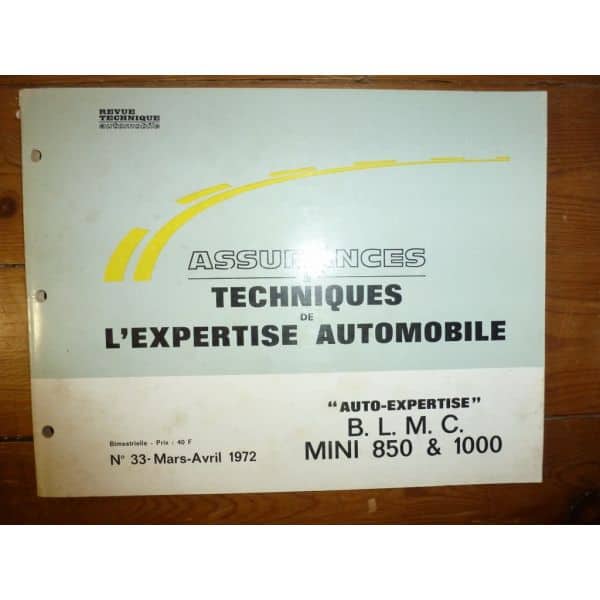 REVUE
TECHNIQUE
automobile
ASSURANCES
TECHNIQUES
DE
L'EXPERTISE AUTOMOBILE
"AUTO-EXPERTISE"
B. L. M. C.
MINI 850 & 1000
Bimestrielle - Prix : 40 F
N° 33-Mars-Avril 1972